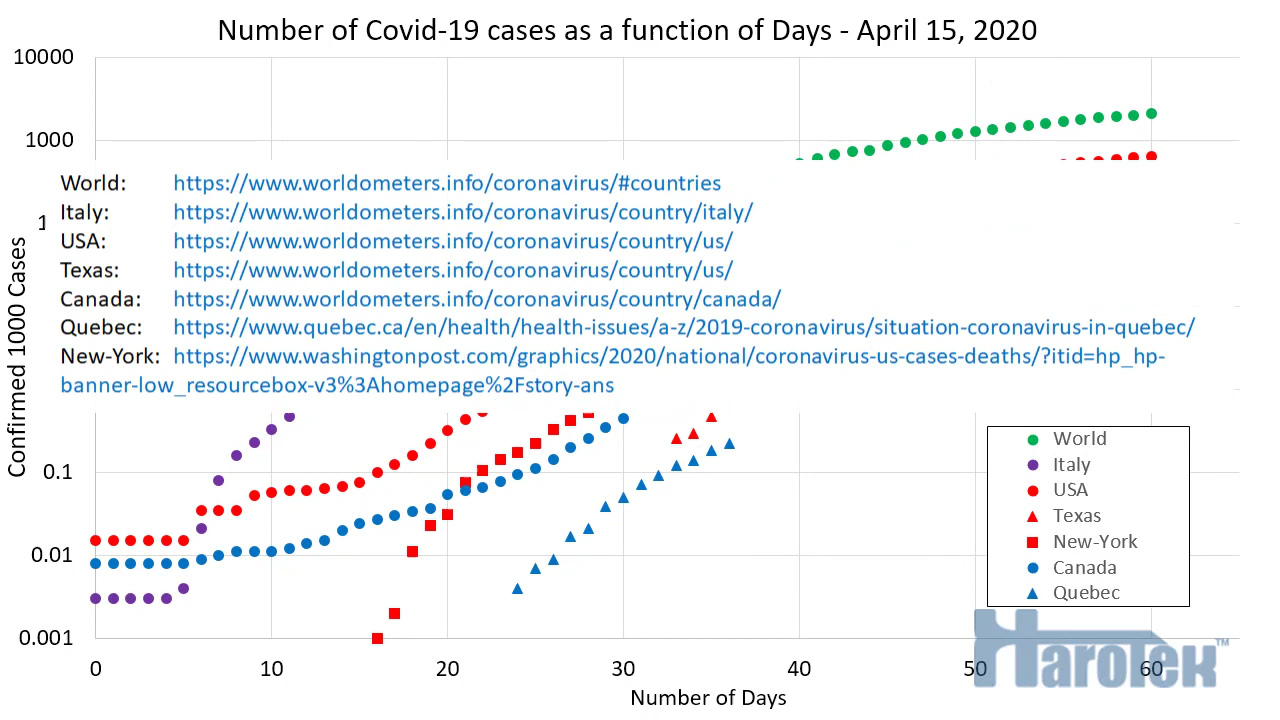 Number of Covid-19 cases as a function of Days - April 15, 2020
10000
1000
World: https://www.worldometers.info/coronavirus/#countries
Italy: https://www.worldometers.info/coronavirus/country/italy/
1
USA: https://www.worldometers.info/coronavirus/country/us/
Texas: https://www.worldometers.info/coronavirus/country/us/
Canada: https://www.worldometers.info/coronavirus/country/canada/
Quebec: https://www.quebec.ca/en/health/health-issues/a-z/2019-coronavirus/situation-coronavirus-in-quebec/
New-York: https://www.washingtonpost.com/graphics/2020/national/coronavirus-us-cases-deaths/?itid=hp_hp-
banner-low_resourcebox-v3%3Ahomepage%2Fstory-ans
Confirmed 1000 Cases
0.1
0.01
0.001
World
Italy
USA
Texas
New-York
Canada
Quebec
HaroTek™
0 10 20 30 40 50 60
Number of Days